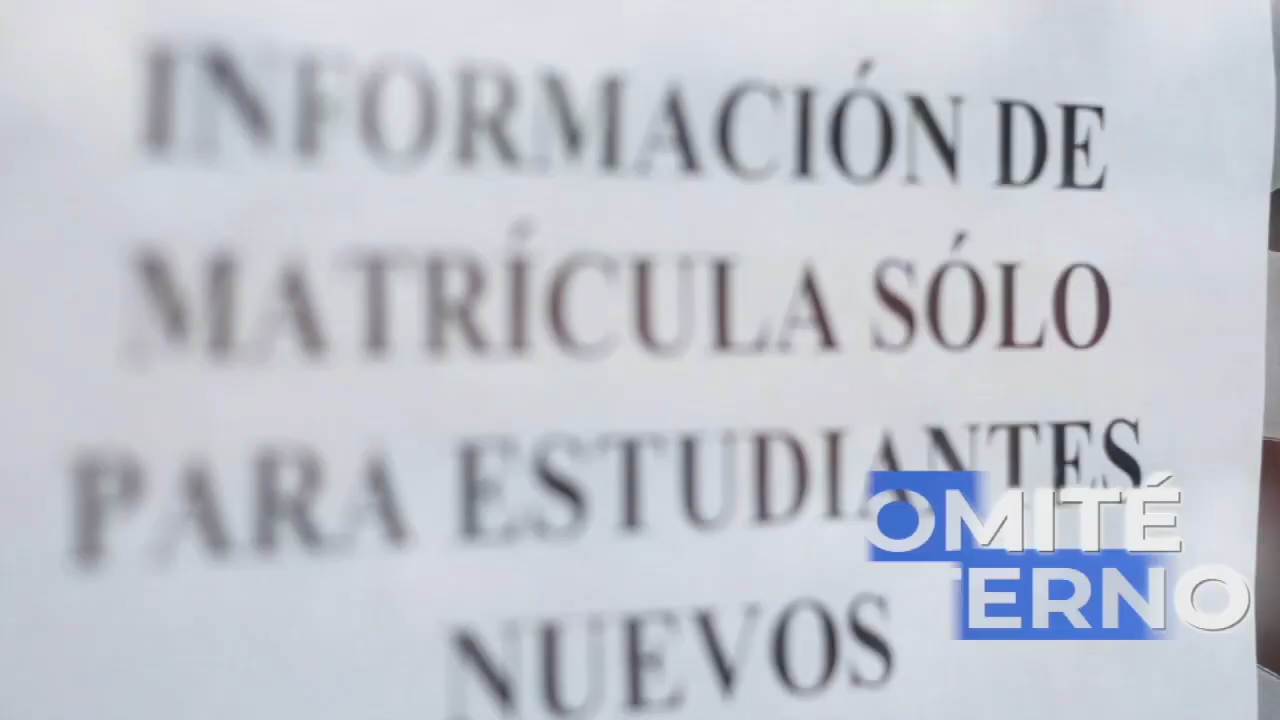 INFORMACIÓN DE
MATRÍCULA SÓLO
PARA ESTUDIANTES
NUEVOS
OMITÉ
ERNO